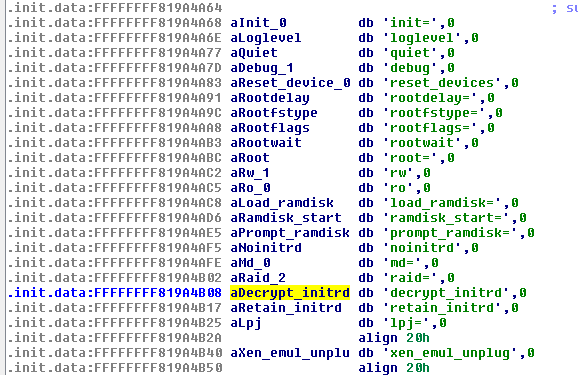 .init.data:FFFFFFFF819A4A64 ; su
.init.data:FFFFFFFF819A4A68 aInit_0 db 'init=',0
.init.data:FFFFFFFF819A4A6E aLoglevel db 'loglevel',0
.init.data:FFFFFFFF819A4A77 aQuiet db 'quiet',0
.init.data:FFFFFFFF819A4A7D aDebug_1 db 'debug',0
.init.data:FFFFFFFF819A4A83 aReset_device_0 db 'reset_devices',0
.init.data:FFFFFFFF819A4A91 aRootdelay db 'rootdelay=',0
.init.data:FFFFFFFF819A4A9C aRootfstype db 'rootfstype=',0
.init.data:FFFFFFFF819A4AA8 aRootflags db 'rootflags=',0
.init.data:FFFFFFFF819A4AB3 aRootwait db 'rootwait',0
.init.data:FFFFFFFF819A4ABC aRoot db 'root=',0
.init.data:FFFFFFFF819A4AC2 aRw_1 db 'rw',0
.init.data:FFFFFFFF819A4AC5 aRo_0 db 'ro',0
.init.data:FFFFFFFF819A4AC8 aLoad_ramdisk db 'load_ramdisk=',0
.init.data:FFFFFFFF819A4AD6 aRamdisk_start db 'ramdisk_start=',0
.init.data:FFFFFFFF819A4AE5 aPrompt_ramdisk db 'prompt_ramdisk=',0
.init.data:FFFFFFFF819A4AF5 aNoinitrd db 'noinitrd',0
.init.data:FFFFFFFF819A4AFE aMd_0 db 'md=',0
.init.data:FFFFFFFF819A4B02 aRaid_2 db 'raid=',0
.init.data:FFFFFFFF819A4B08 aDecrypt_initrd db 'decrypt_initrd',0
.init.data:FFFFFFFF819A4B17 aRetain_initrd db 'retain_initrd',0
.init.data:FFFFFFFF819A4B25 aLpj db 'lpj=',0
.init.data:FFFFFFFF819A4B2A align 20h
.init.data:FFFFFFFF819A4B40 aXen_emul_unplu db 'xen_emul_unplug',0
.init.data:FFFFFFFF819A4B50 align 20h